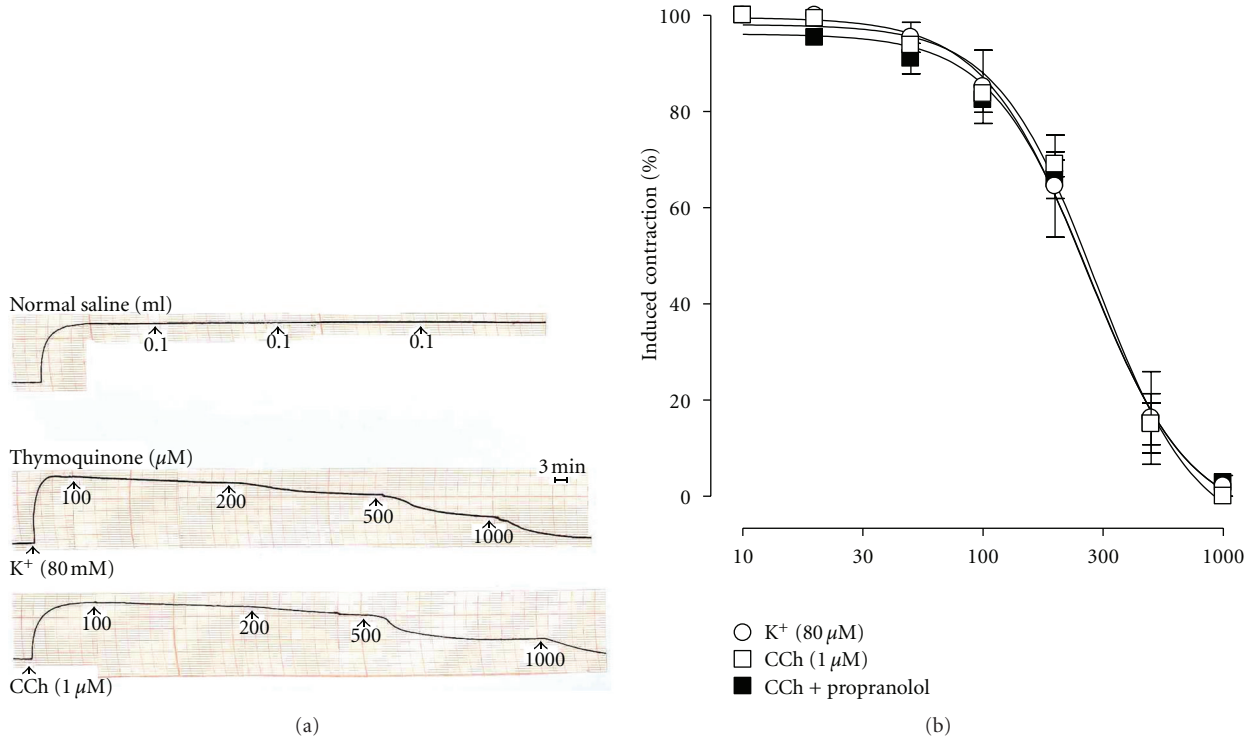 Normal saline (ml)
0.1 0.1 0.1
Thymoquinone (μM)
3 min
100 200 500 1000
K⁺ (80 mM)
100 200 500 1000
CCh (1 μM)
(a)
Induced contraction (%)
100
80
60
40
20
0
10 30 100 300 1000
K⁺ (80 μM)
CCh (1 μM)
CCh + propranolol
(b)